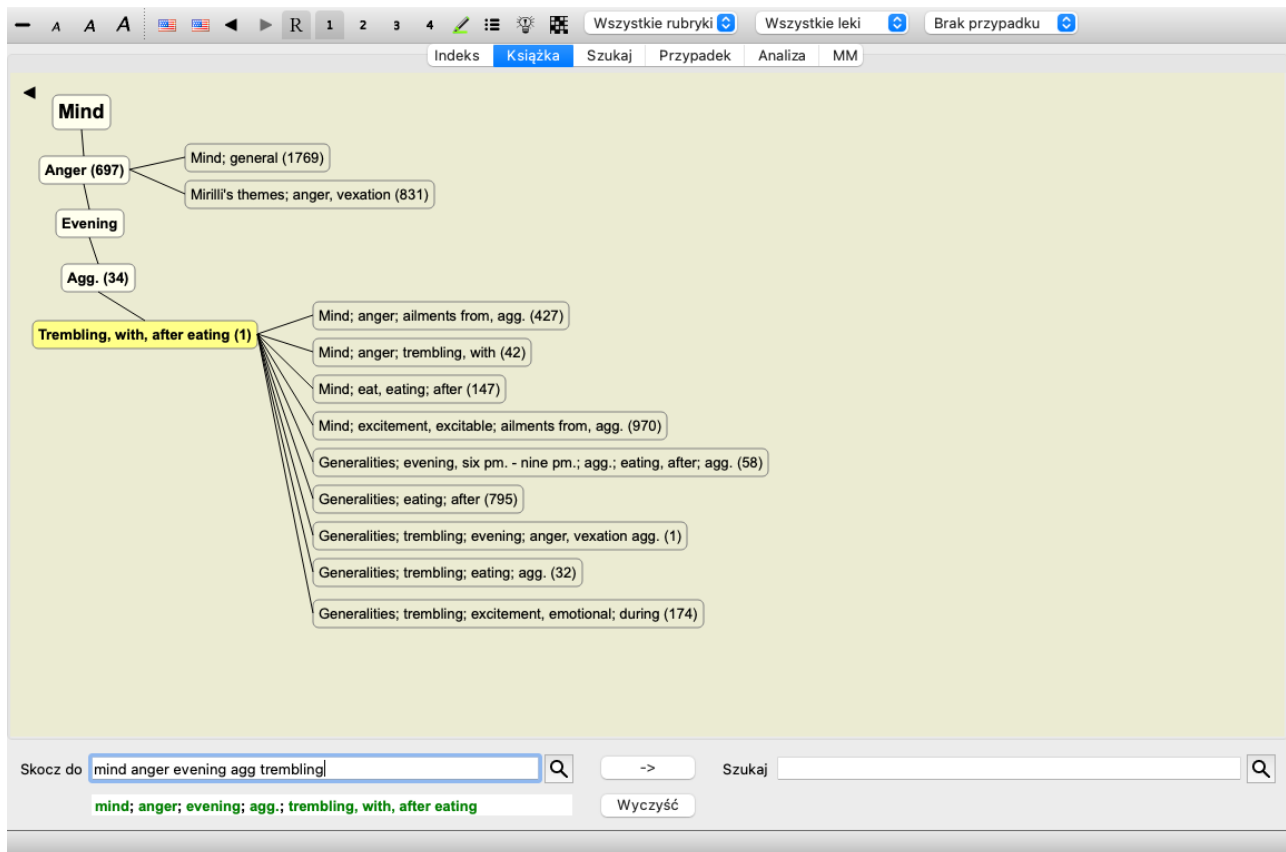 A A A R 1 2 3 4 Wszystkie rubryki Wszystkie leki Brak przypadku
Indeks Książka Szukaj Przypadek Analiza MM
Mind
Anger (697)
Mind; general (1769)
Mirilli's themes; anger, vexation (831)
Evening
Agg. (34)
Trembling, with, after eating (1)
Mind; anger; ailments from, agg. (427)
Mind; anger; trembling, with (42)
Mind; eat, eating; after (147)
Mind; excitement, excitable; ailments from, agg. (970)
Generalities; evening, six pm. - nine pm.; agg.; eating, after; agg. (58)
Generalities; eating; after (795)
Generalities; trembling; evening; anger, vexation agg. (1)
Generalities; trembling; eating; agg. (32)
Generalities; trembling; excitement, emotional; during (174)
Skocz do mind anger evening agg trembling -> Szukaj
mind; anger; evening; agg.; trembling, with, after eating Wyczyść